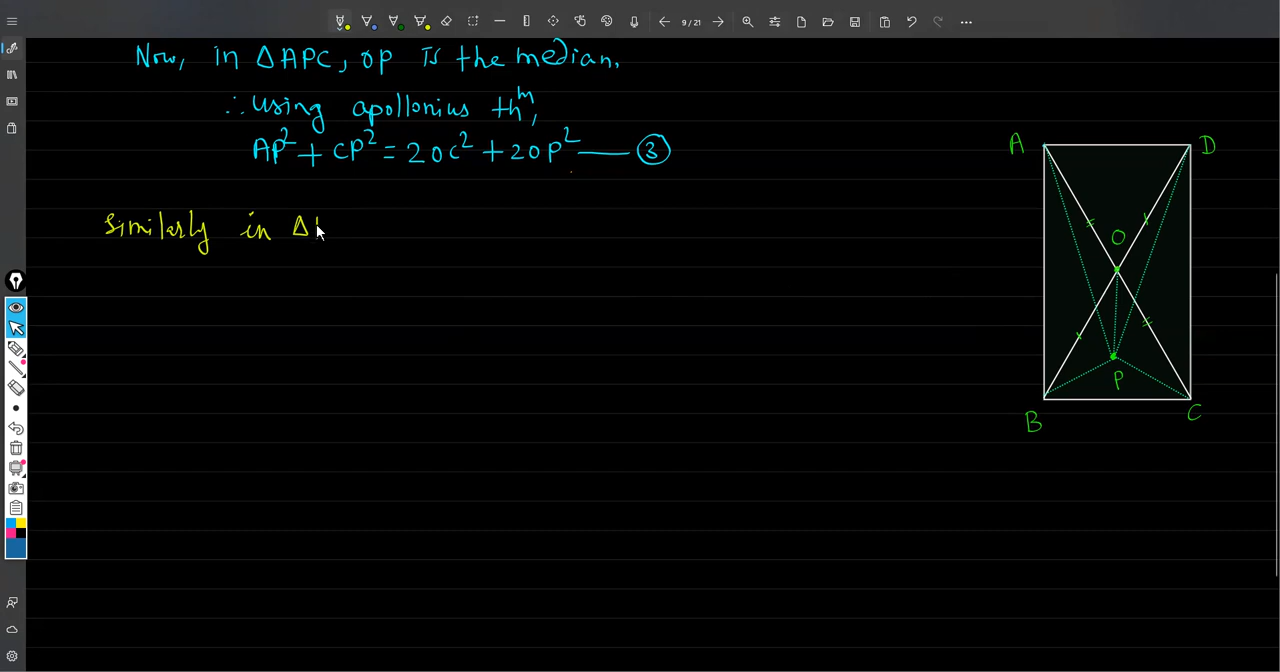 9 / 21
Now, in ΔAPC, OP is the median.
∴ using apollonius thᵐ,
AP² + CP² = 2OC² + 2OP² — ③
Similarly in Δ
A
D
O
P
B
C